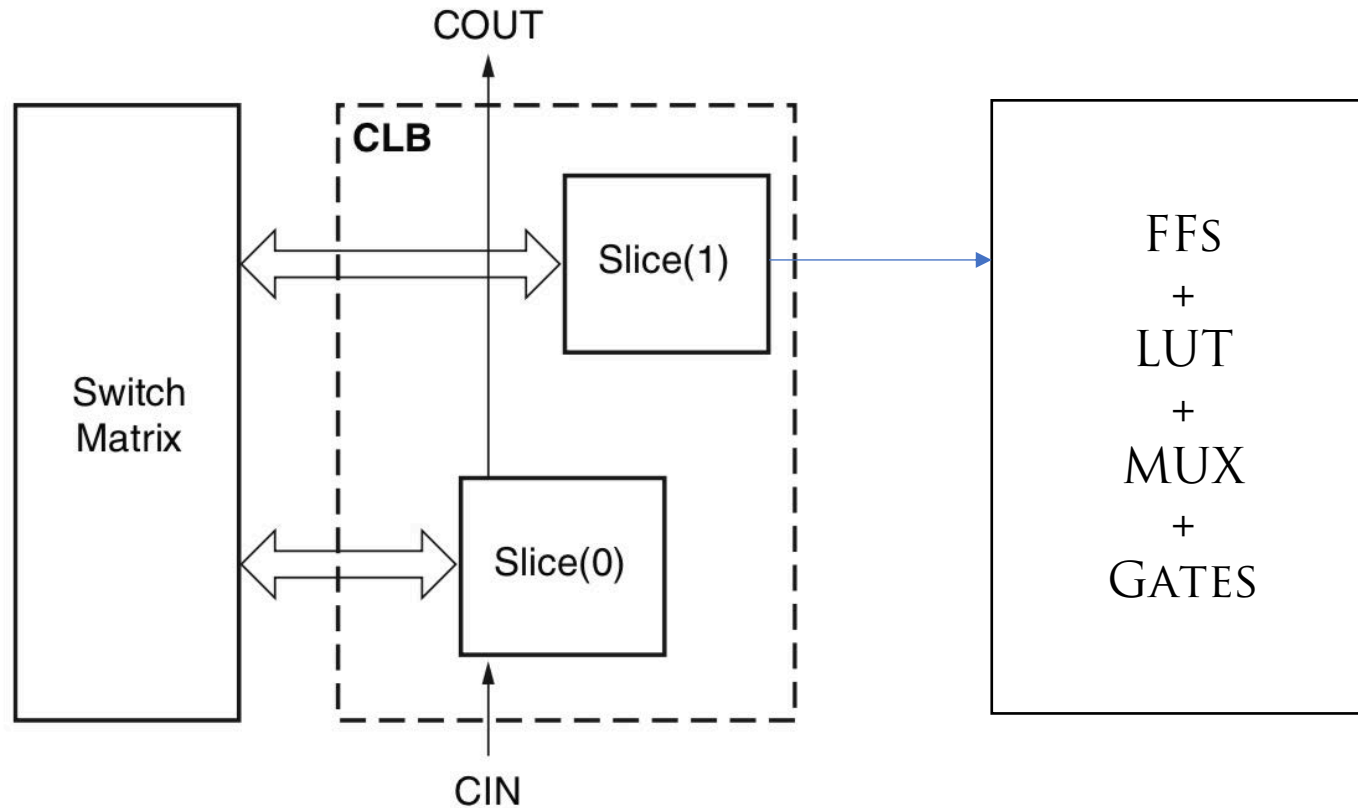 COUT
CLB
Slice(1)
Switch
Matrix
Slice(0)
CIN
FFs
+
LUT
+
MUX
+
GATES